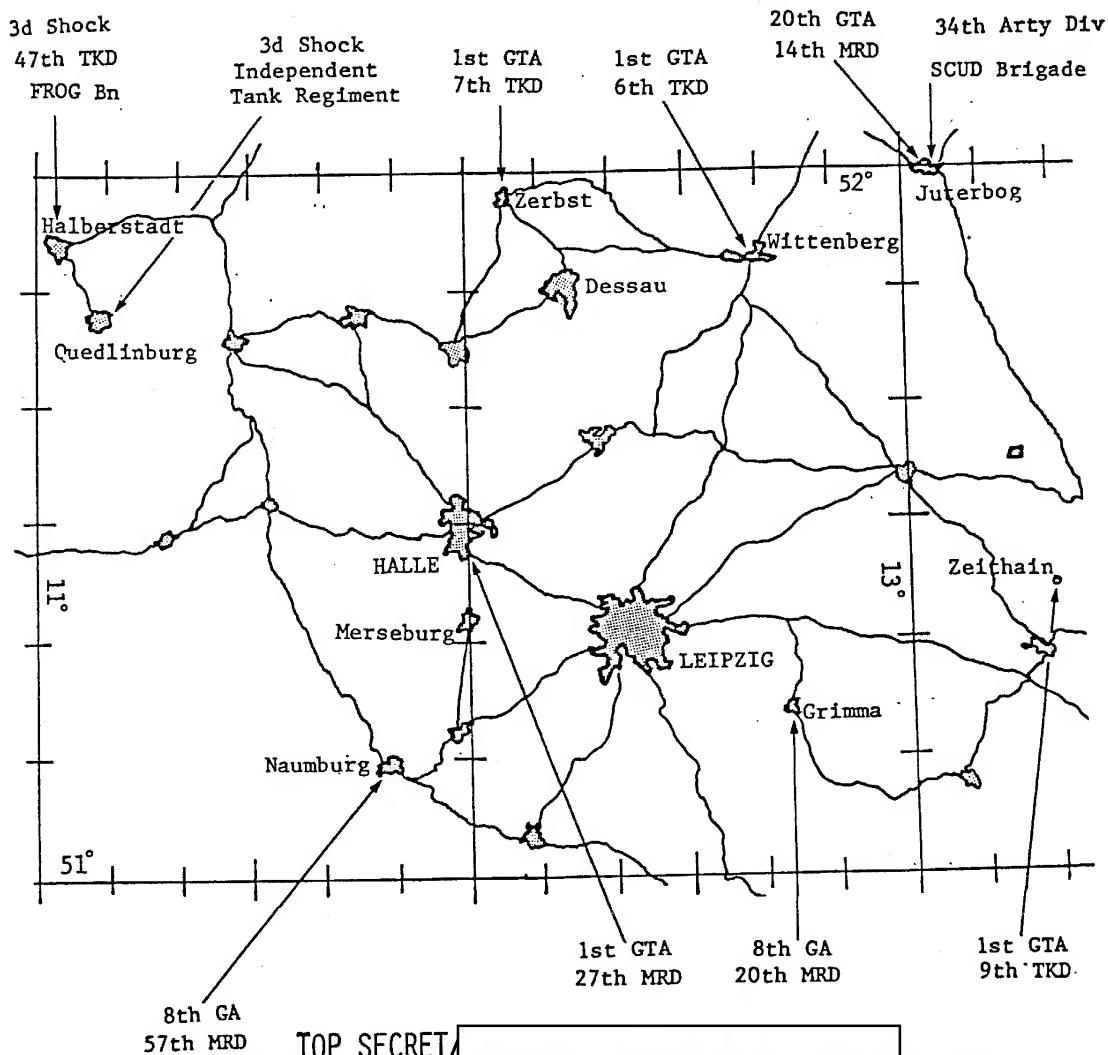 3d Shock
47th TKD
FROG Bn
3d Shock
Independent
Tank Regiment
1st GTA
7th TKD
1st GTA
6th TKD
20th GTA
14th MRD
34th Arty Div
SCUD Brigade
52°
Juterbog
Zerbst
Halberstadt
Wittenberg
Dessau
Quedlinburg
HALLE
Zeithain
11°
13°
Merseburg
LEIPZIG
Grimma
Naumburg
51°
1st GTA
27th MRD
8th GA
20th MRD
1st GTA
9th TKD
8th GA
57th MRD
TOP SECRET/